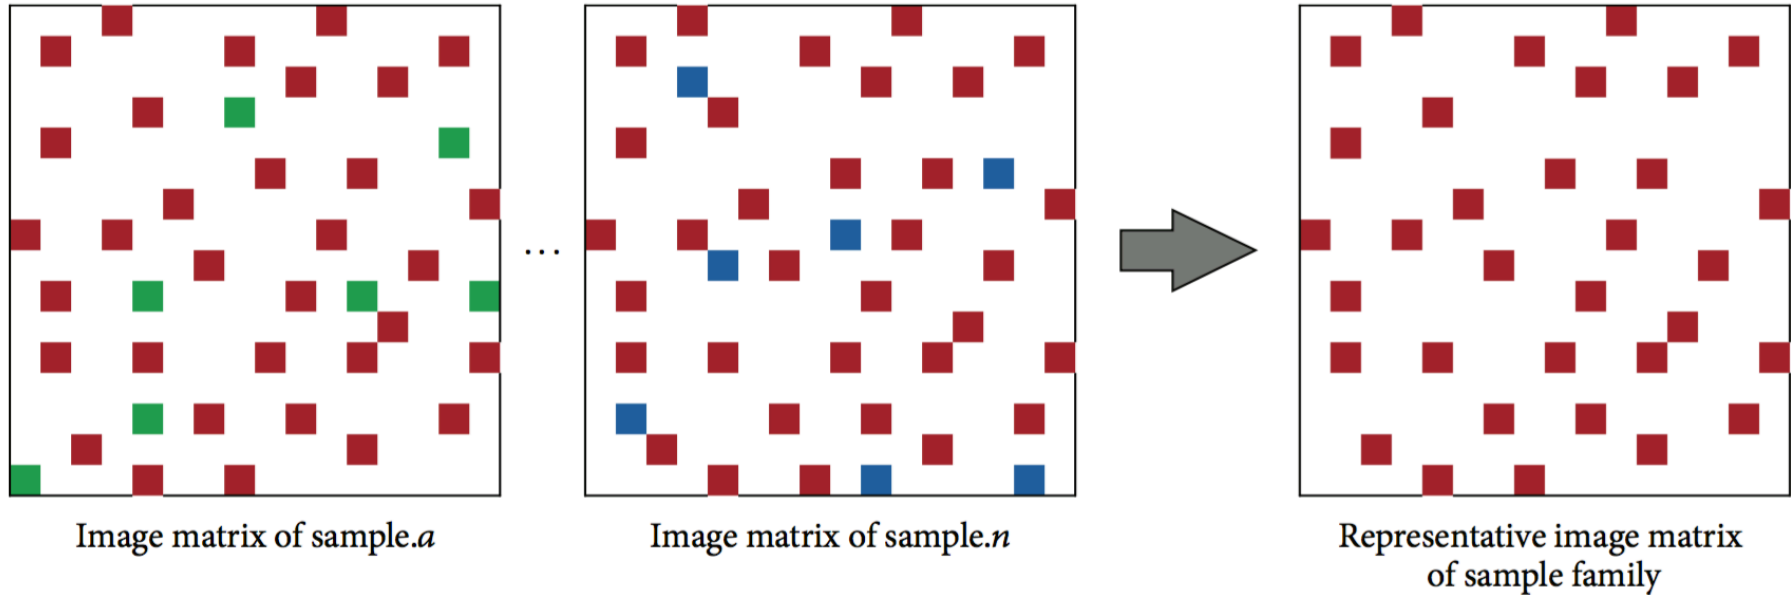 ...
Image matrix of sample.a
Image matrix of sample.n
Representative image matrix
of sample family